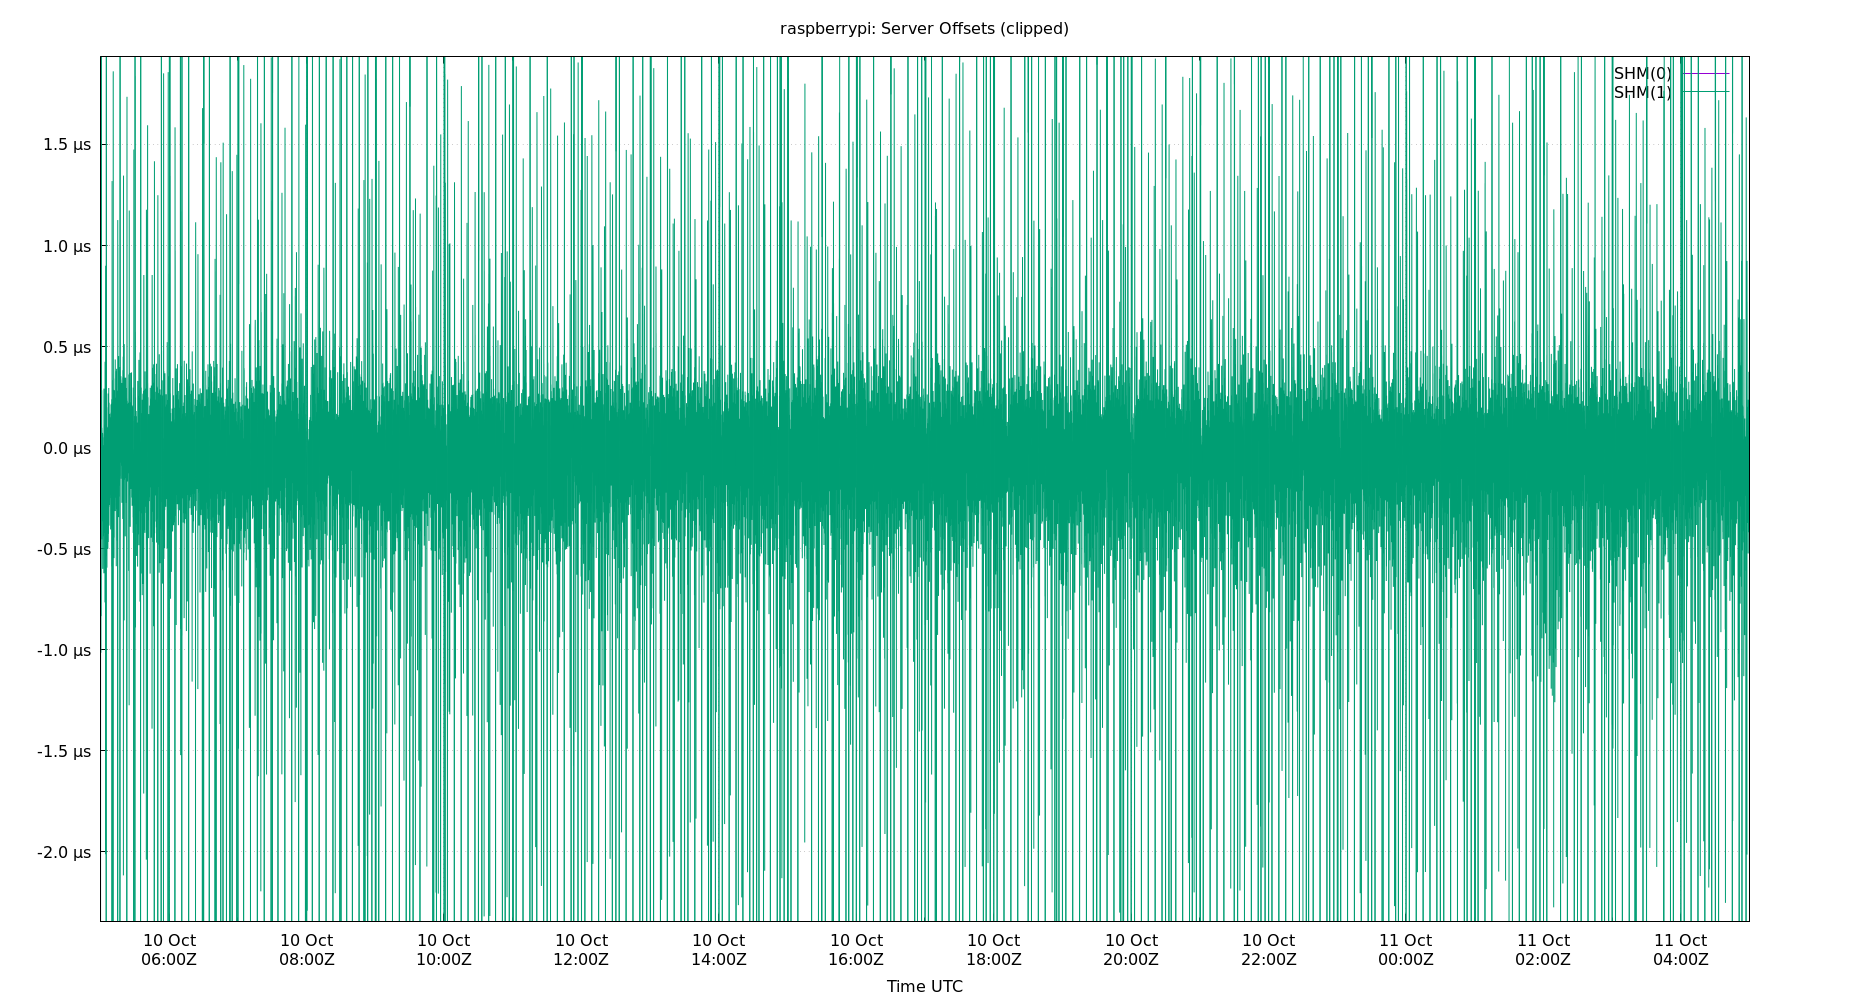 raspberrypi: Server Offsets (clipped)
SHM(0)
SHM(1)
1.5 µs
1.0 µs
0.5 µs
0.0 µs
-0.5 µs
-1.0 µs
-1.5 µs
-2.0 µs
10 Oct 10 Oct 10 Oct 10 Oct 10 Oct 10 Oct 10 Oct 10 Oct 10 Oct 11 Oct 11 Oct 11 Oct
06:00Z 08:00Z 10:00Z 12:00Z 14:00Z 16:00Z 18:00Z 20:00Z 22:00Z 00:00Z 02:00Z 04:00Z
Time UTC